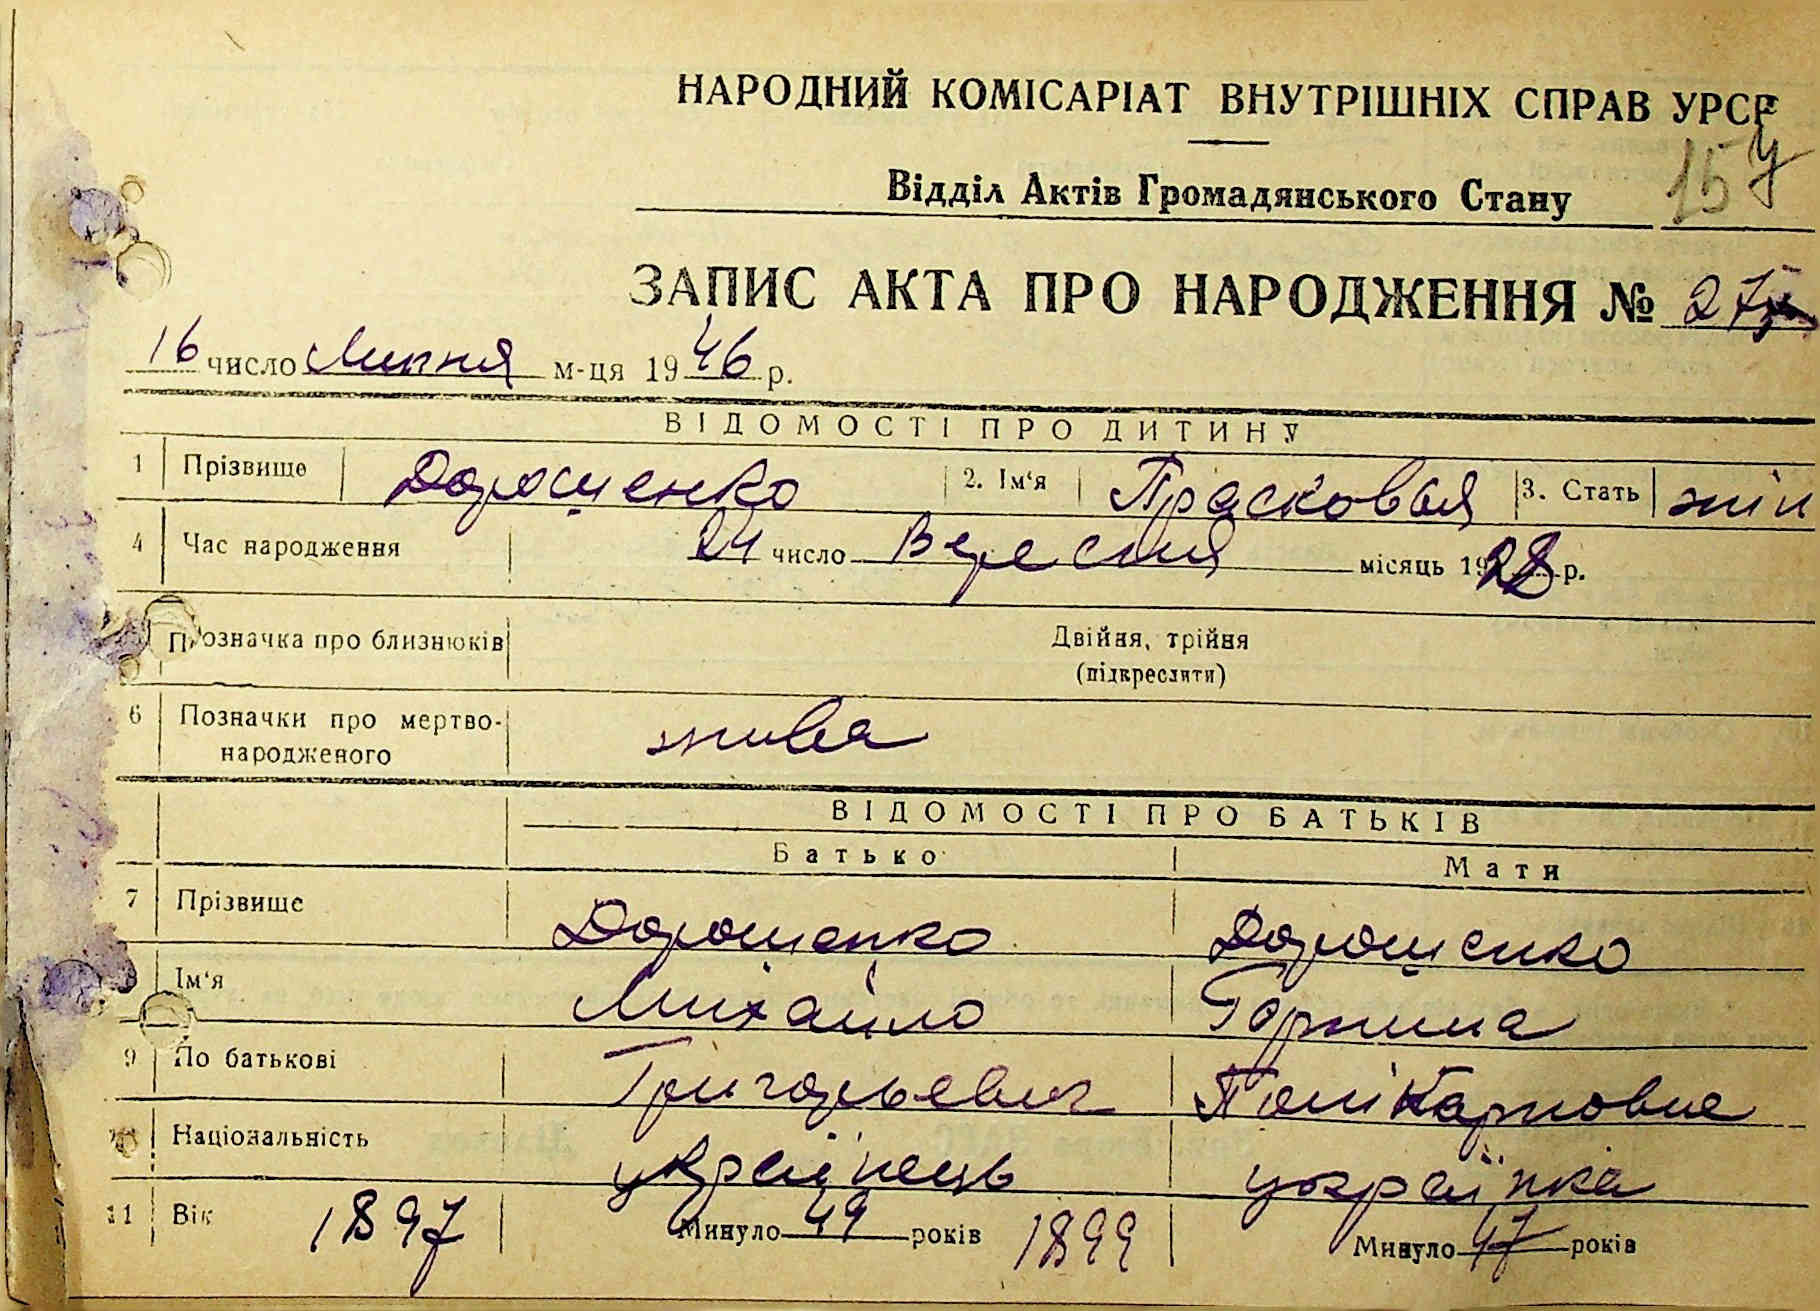 НАРОДНИЙ КОМІСАРІАТ ВНУТРІШНІХ СПРАВ УРСР
157
Відділ Актів Громадянського Стану
ЗАПИС АКТА ПРО НАРОДЖЕННЯ № 27
16 число Липня м-ця 1946 р.
ВІДОМОСТІ ПРО ДИТИНУ
1 Прізвище Дорошенко 2. Ім'я Прасковья 3. Стать жін
4 Час народження 24 число Вересня місяць 1928 р.
Позначка про близнюків Двійня, трійня
(підкреслити)
6 Позначки про мертво-
народженого жива
ВІДОМОСТІ ПРО БАТЬКІВ
Батько Мати
7 Прізвище Дорошенко Дорошенко
8 Ім'я Михайло Горпина
9 По батькові Григорьевич Полікарповна
Національність українець українка
11 Вік 1897 Минуло 49 років 1899 Минуло 47 років